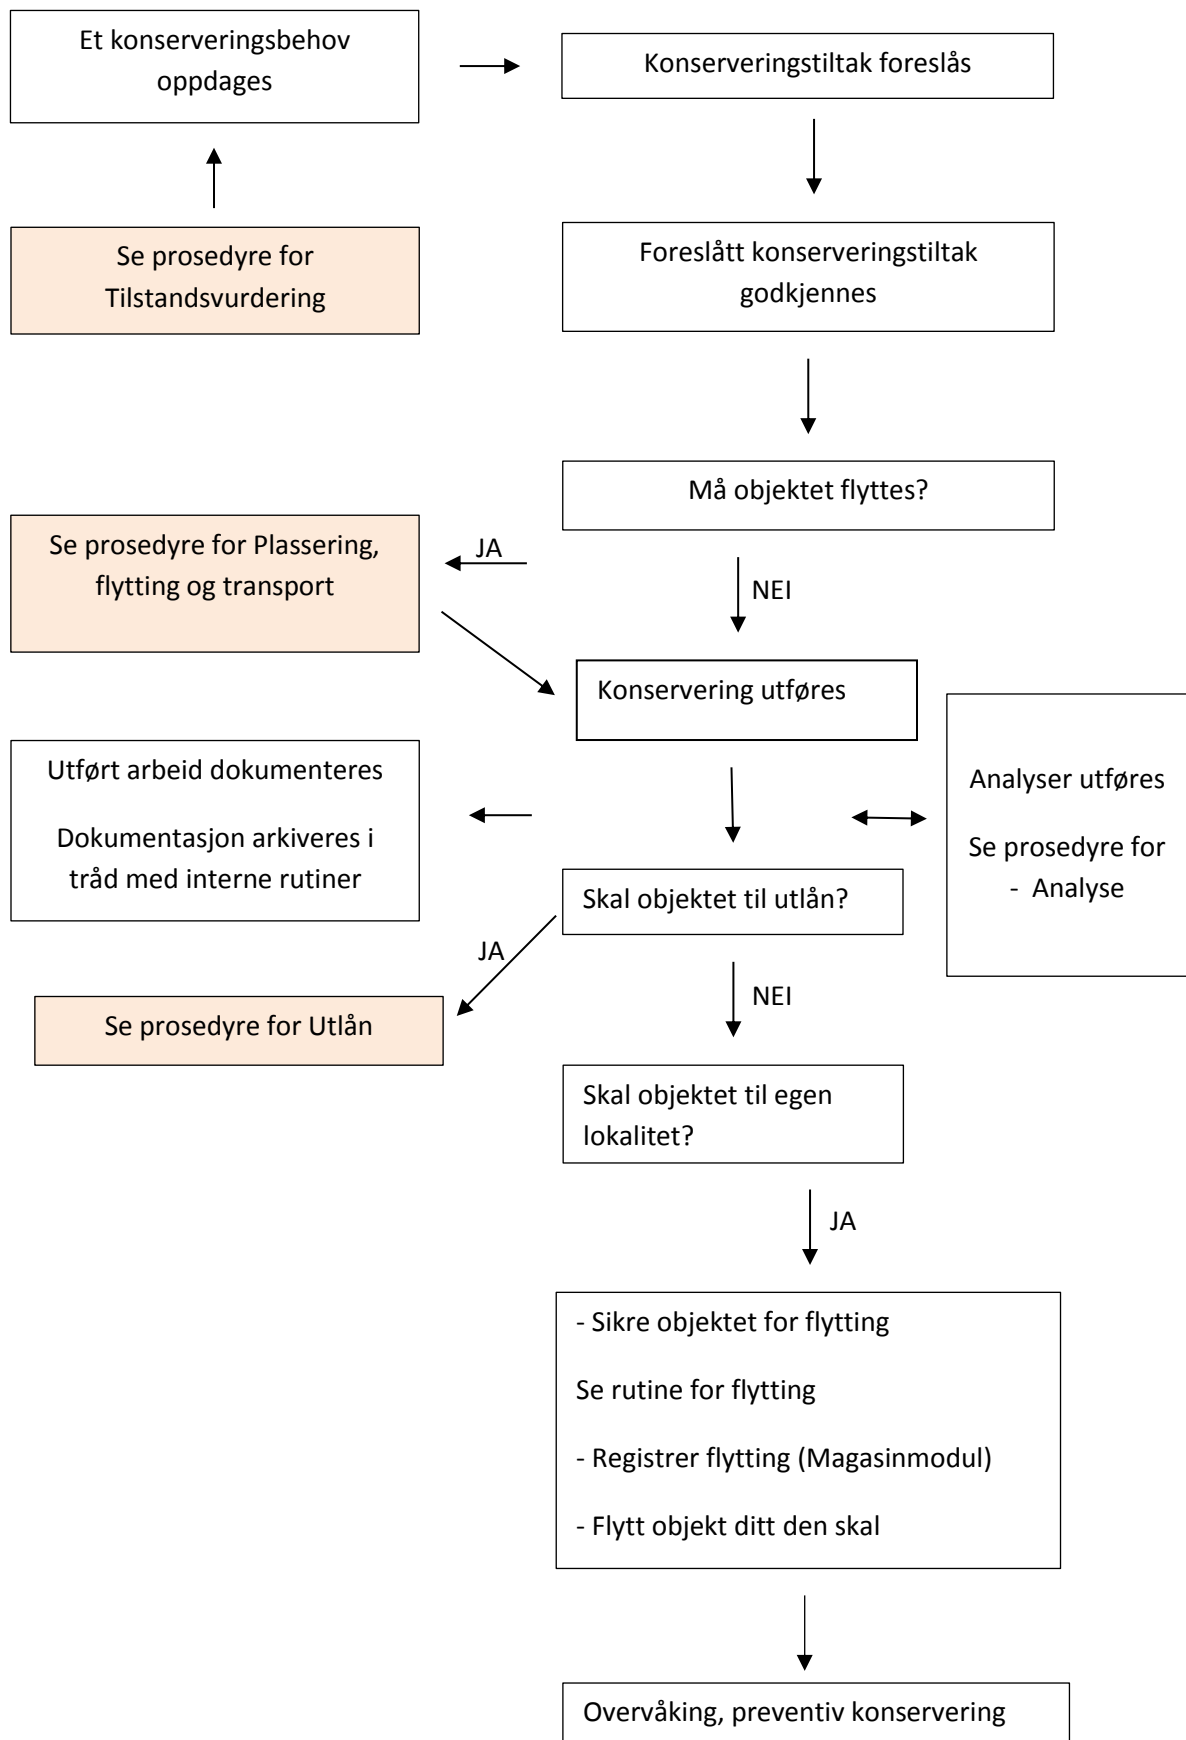 Et konserveringsbehov
oppdages
Konserveringstiltak foreslås
Se prosedyre for
Tilstandsvurdering
Foreslått konserveringstiltak
godkjennes
Må objektet flyttes?
Se prosedyre for Plassering,
flytting og transport
JA
NEI
Konservering utføres
Utført arbeid dokumenteres
Dokumentasjon arkiveres i
tråd med interne rutiner
Analyser utføres
Se prosedyre for
- Analyse
Skal objektet til utlån?
JA
NEI
Se prosedyre for Utlån
Skal objektet til egen
lokalitet?
JA
- Sikre objektet for flytting
Se rutine for flytting
- Registrer flytting (Magasinmodul)
- Flytt objekt ditt den skal
Overvåking, preventiv konservering